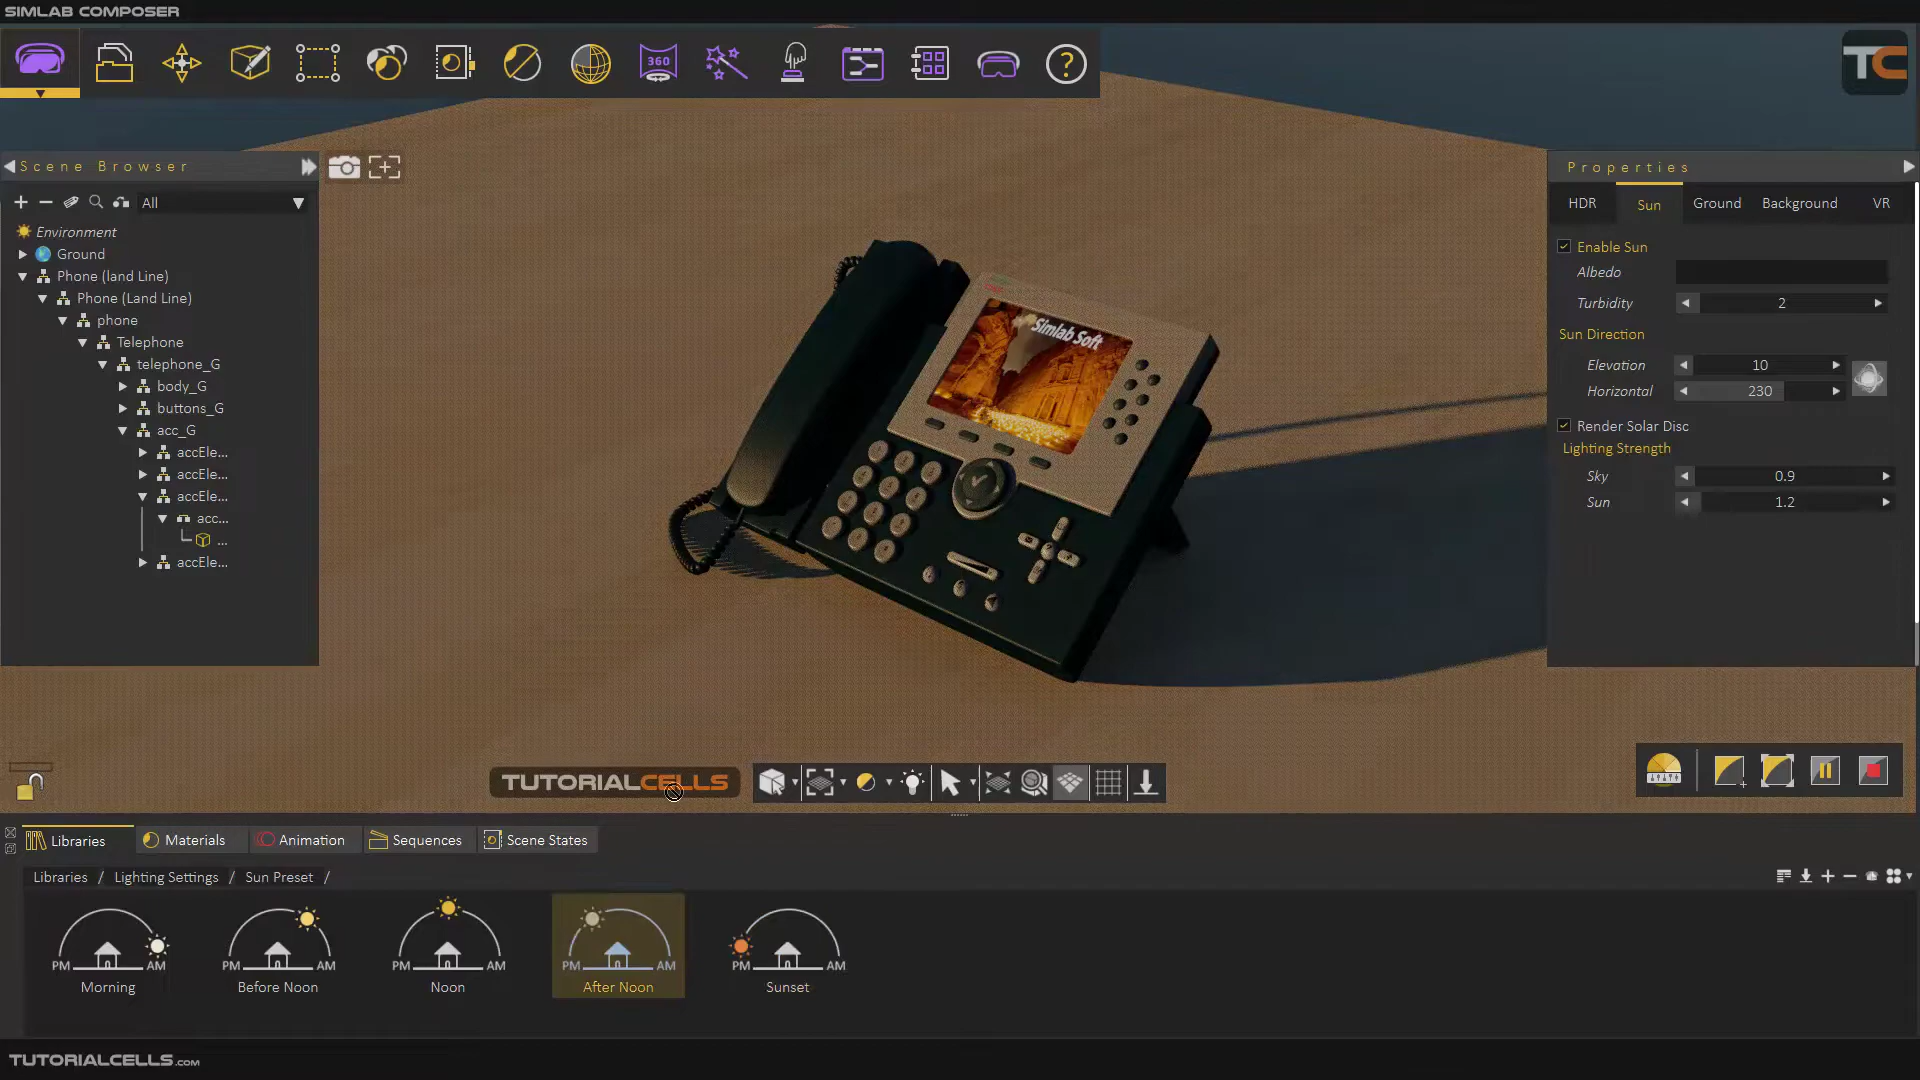 SIMLAB COMPOSER
360
?
TC
Scene Browser
All
Environment
Ground
Phone (land Line)
Phone (Land Line)
phone
Telephone
telephone_G
body_G
buttons_G
acc_G
accEle...
accEle...
accEle...
acc...
...
accEle...
Simlab Soft
Properties
HDR
Sun
Ground
Background
VR
Enable Sun
Albedo
Turbidity 2
Sun Direction
Elevation 10
Horizontal 230
Render Solar Disc
Lighting Strength
Sky 0.9
Sun 1.2
TUTORIALCELLS
Libraries
Materials
Animation
Sequences
Scene States
Libraries / Lighting Settings / Sun Preset /
PM AM
Morning
PM AM
Before Noon
PM AM
Noon
PM AM
After Noon
PM AM
Sunset
TUTORIALCELLS.com